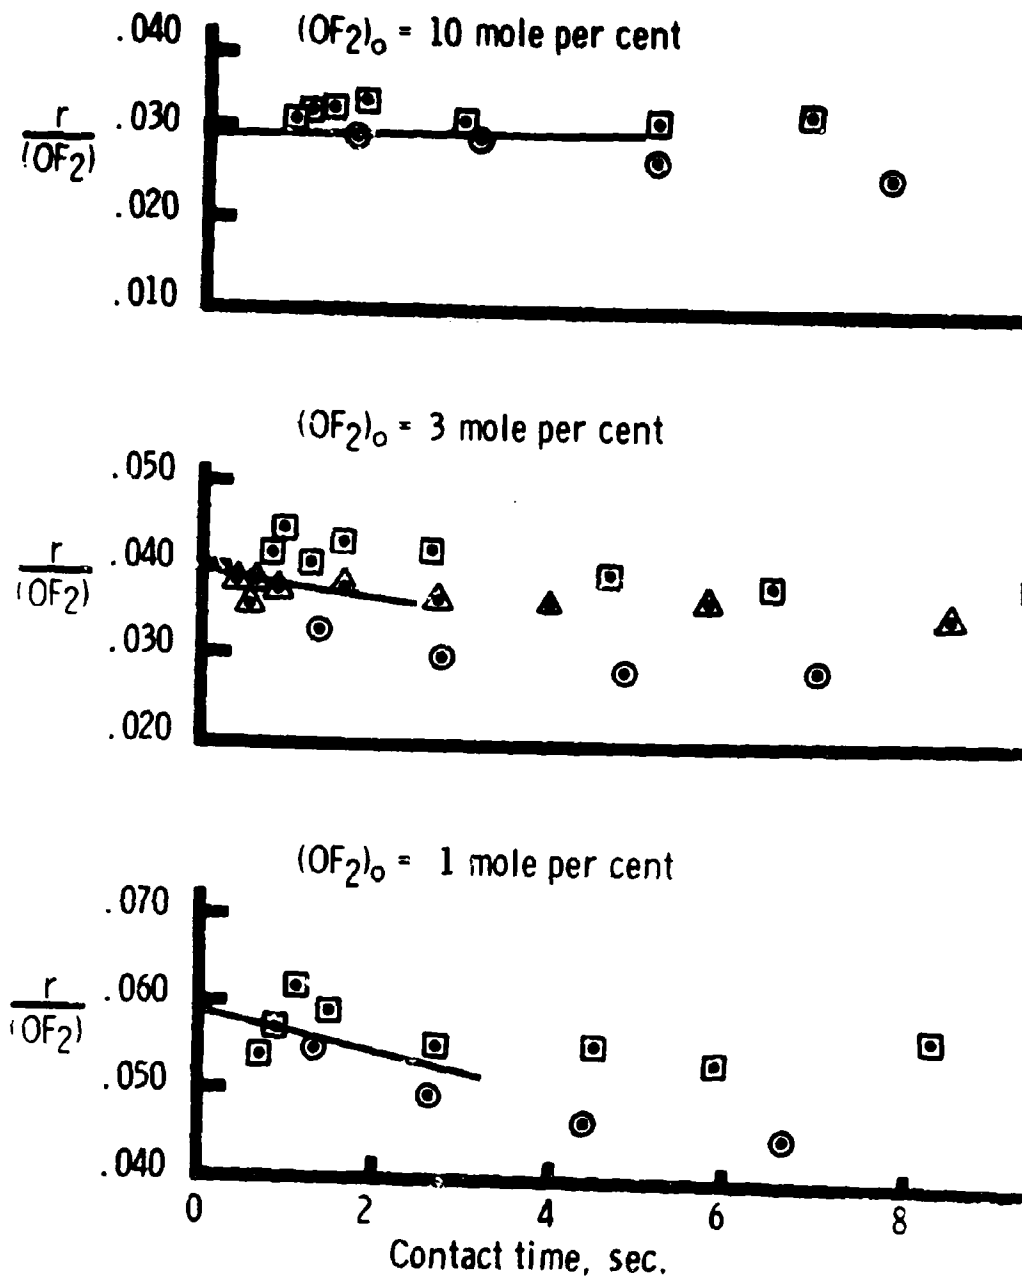 (OF2)o = 10 mole per cent
.040
r
(OF2)
.030
.020
.010
(OF2)o = 3 mole per cent
.050
.040
r
(OF2)
.030
.020
(OF2)o = 1 mole per cent
.070
r
(OF2)
.060
.050
.040
0 2 4 6 8
Contact time, sec.